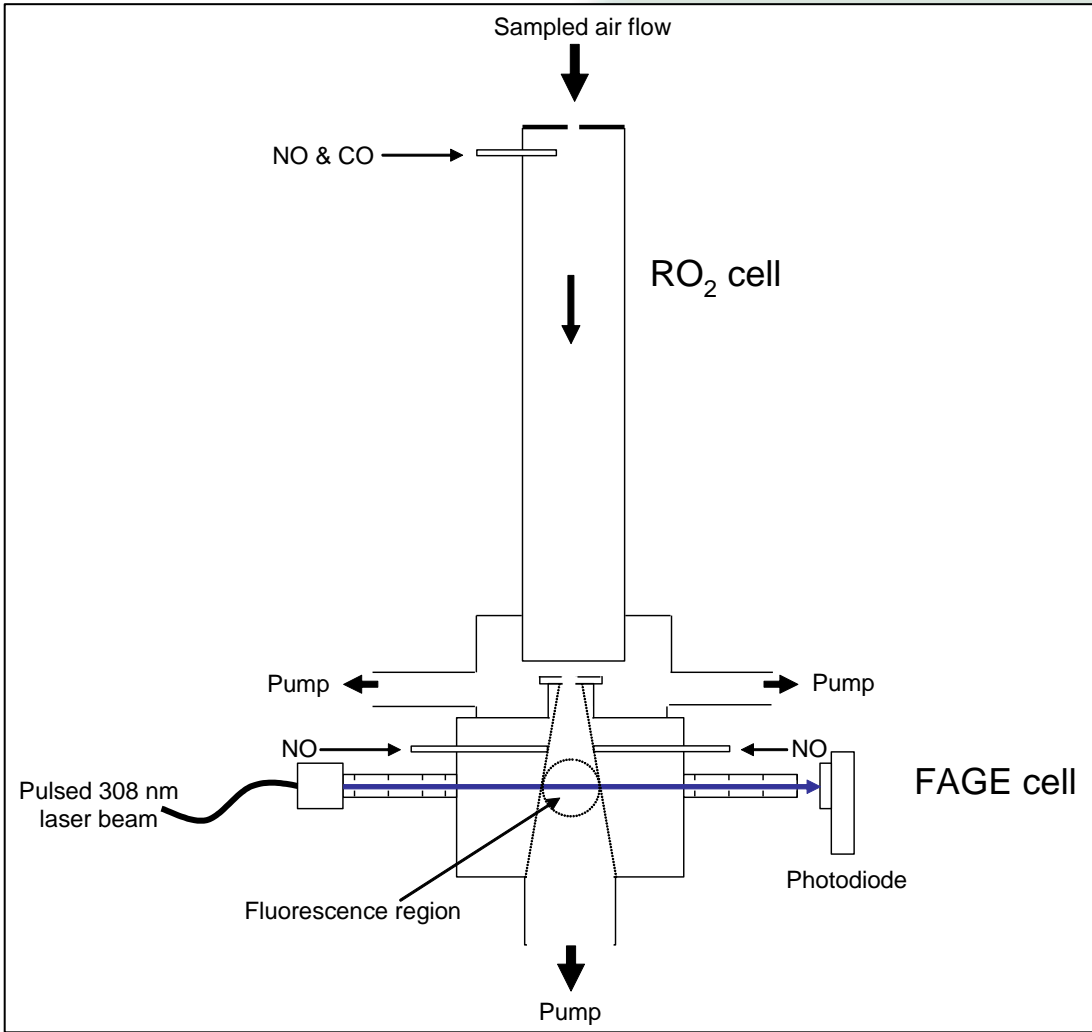 Sampled air flow
NO & CO
RO₂ cell
Pump
Pump
NO
NO
FAGE cell
Pulsed 308 nm
laser beam
Photodiode
Fluorescence region
Pump